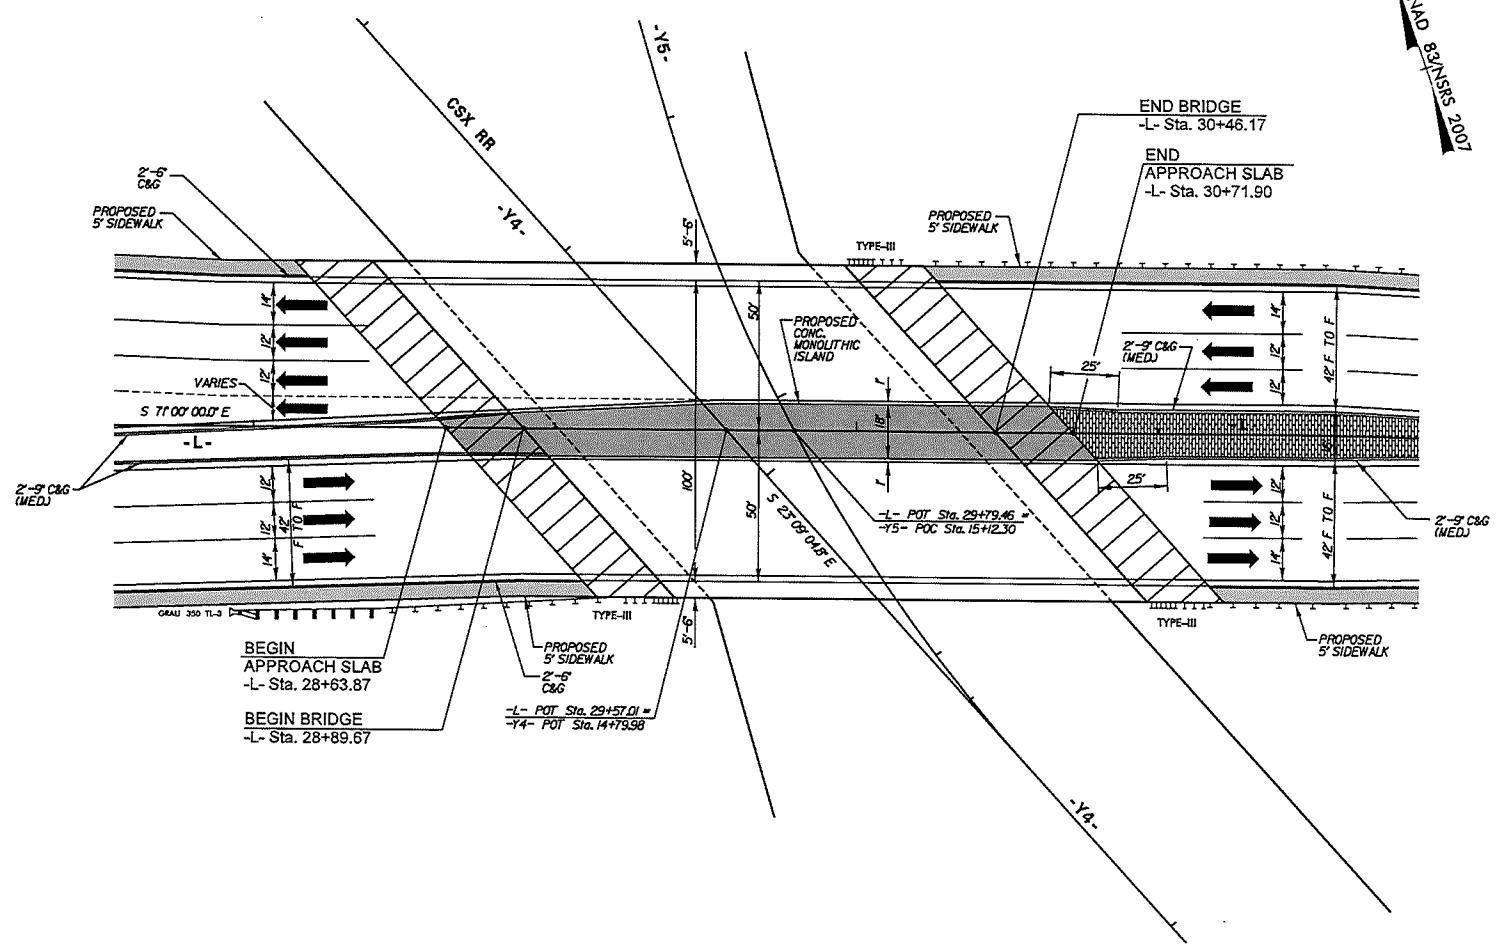 NAD 83/NSRS 2007
-Y5-
CSX RR
-Y4-
END BRIDGE
-L- Sta. 30+46.17
END
APPROACH SLAB
-L- Sta. 30+71.90
2'-6"
C&G
PROPOSED
5' SIDEWALK
5'-6"
TYPE-III
PROPOSED
5' SIDEWALK
14'
12'
12'
VARIES
S 71°00'00.0" E
-L-
2'-9" C&G
(MED.)
50'
PROPOSED
CONC.
MONOLITHIC
ISLAND
1'
18'
1'
100'
50'
2'-9" C&G
(MED.)
25'
14'
12'
12'
42' F TO F
-L-
25'
12'
12'
14'
42' F TO F
12'
12'
14'
42'
F TO F
S 23°09'04.8" E
-L- POT Sta. 29+79.46 =
-Y5- POC Sta. 15+12.30
2'-9" C&G
(MED.)
GRAU 350 TL-3
TYPE-III
5'-6"
TYPE-III
PROPOSED
5' SIDEWALK
BEGIN
APPROACH SLAB
-L- Sta. 28+63.87
PROPOSED
5' SIDEWALK
2'-6"
C&G
BEGIN BRIDGE
-L- Sta. 28+89.67
-L- POT Sta. 29+57.01 =
-Y4- POT Sta. 14+79.98
-Y4-